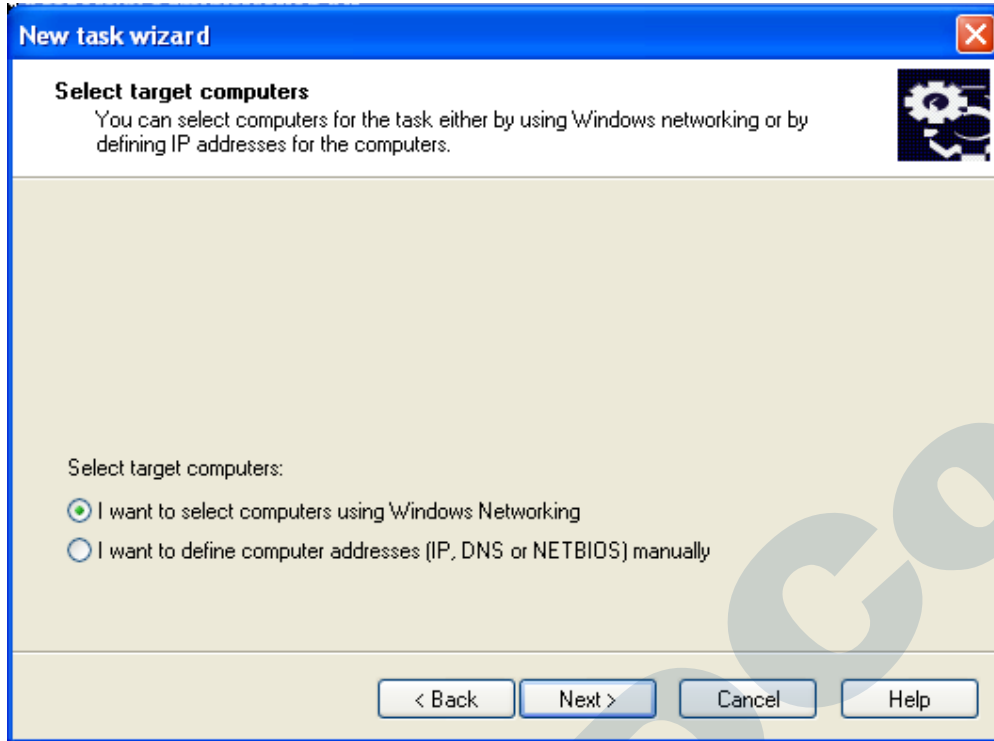 New task wizard
Select target computers
You can select computers for the task either by using Windows networking or by
defining IP addresses for the computers.
Select target computers:
I want to select computers using Windows Networking
I want to define computer addresses (IP, DNS or NETBIOS) manually
< Back
Next >
Cancel
Help